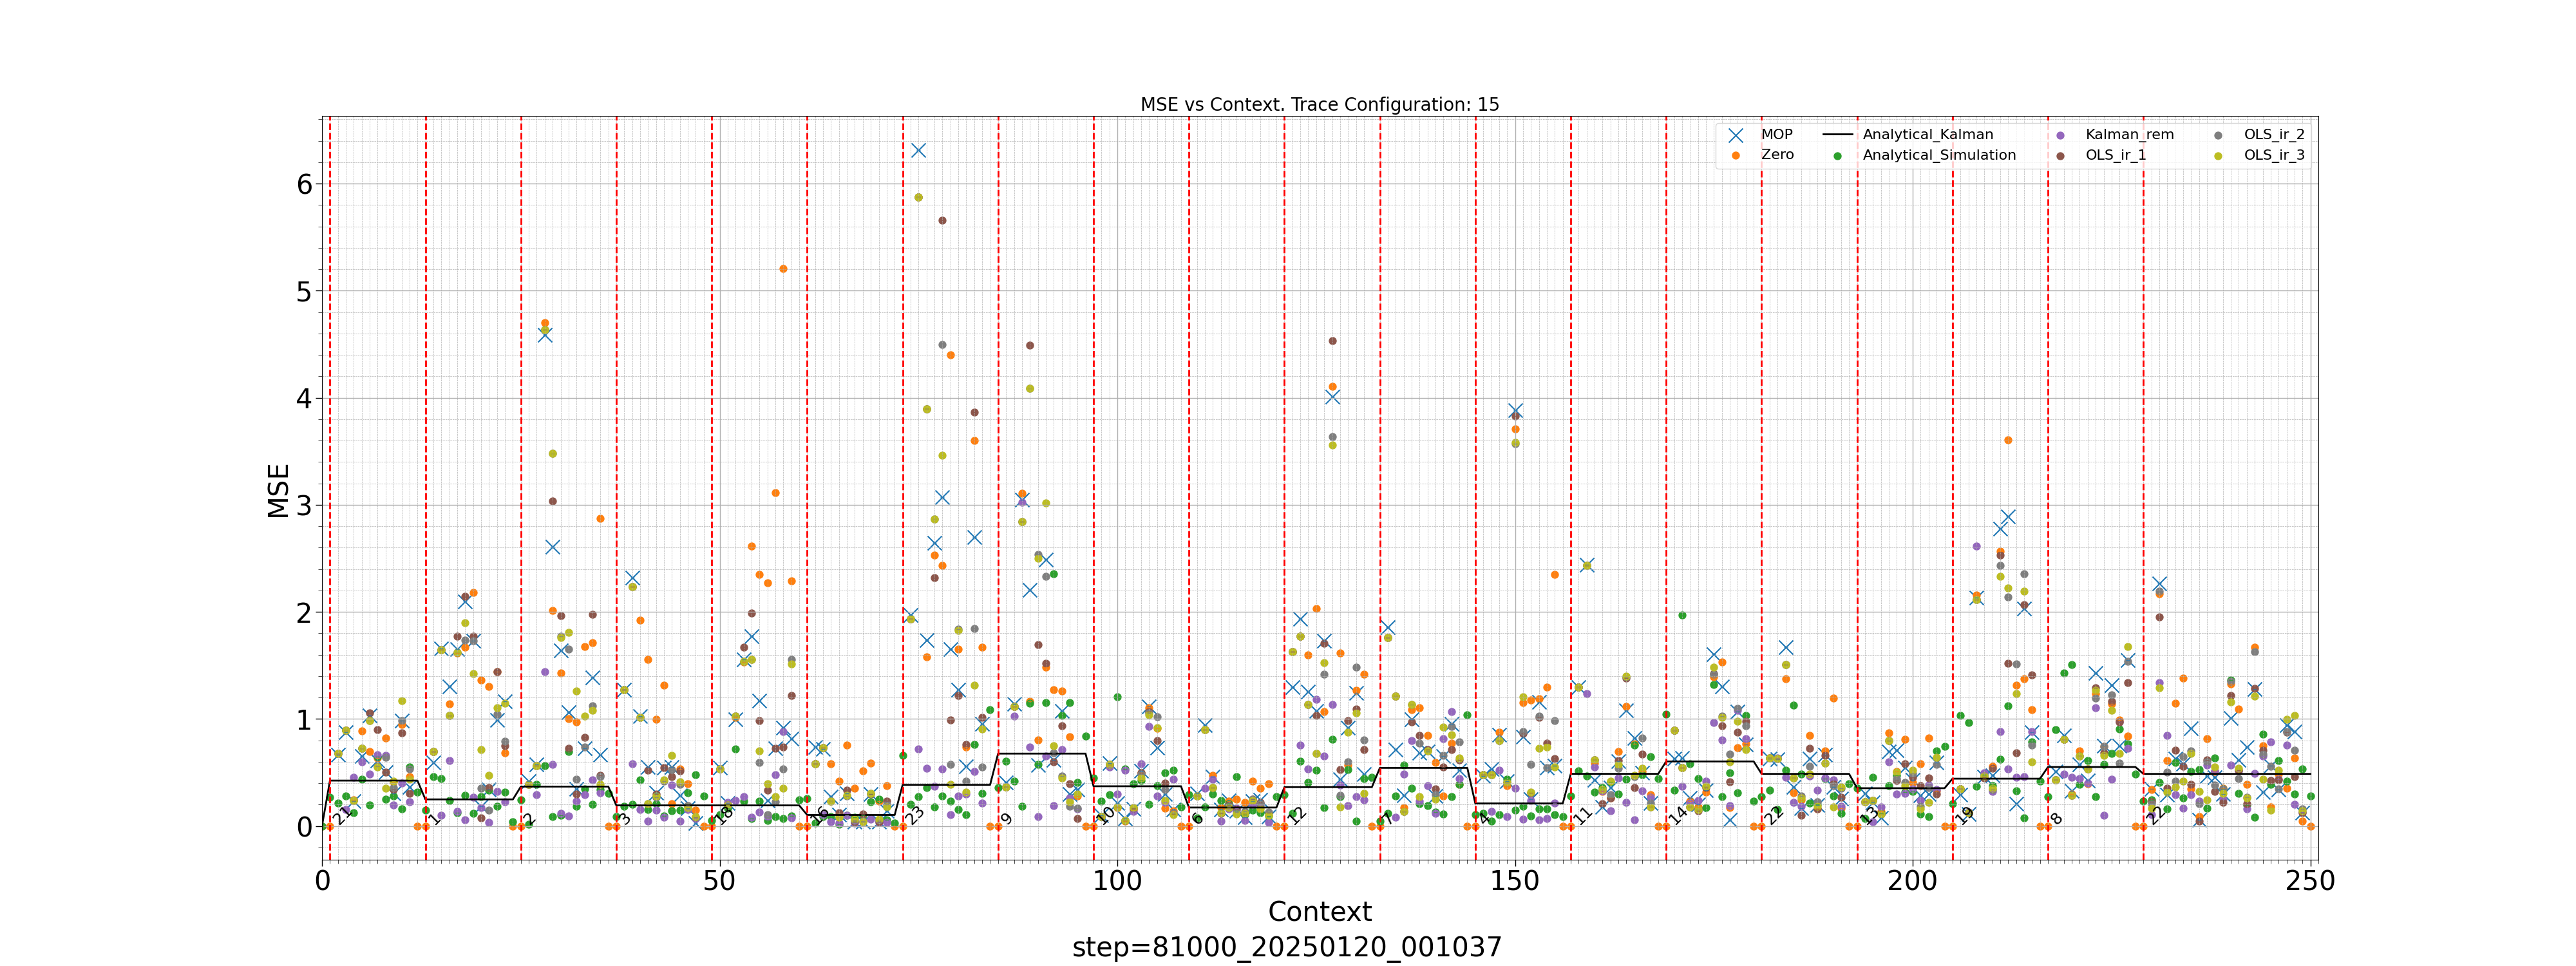 MSE vs Context. Trace Configuration: 15
MOP
Zero
Analytical_Kalman
Analytical_Simulation
Kalman_rem
OLS_ir_1
OLS_ir_2
OLS_ir_3
MSE
6
5
4
3
2
1
0
21 1 2 3 18 16 23 9 10 6 12 7 4 11 14 22 13 19 8 22
0 50 100 150 200 250
Context
step=81000_20250120_001037